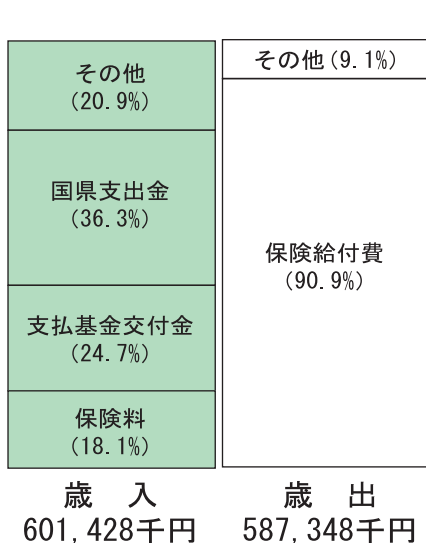 その他
(20.9%)
国県支出金
(36.3%)
支払基金交付金
(24.7%)
保険料
(18.1%)
歳 入
601,428千円
その他(9.1%)
保険給付費
(90.9%)
歳 出
587,348千円